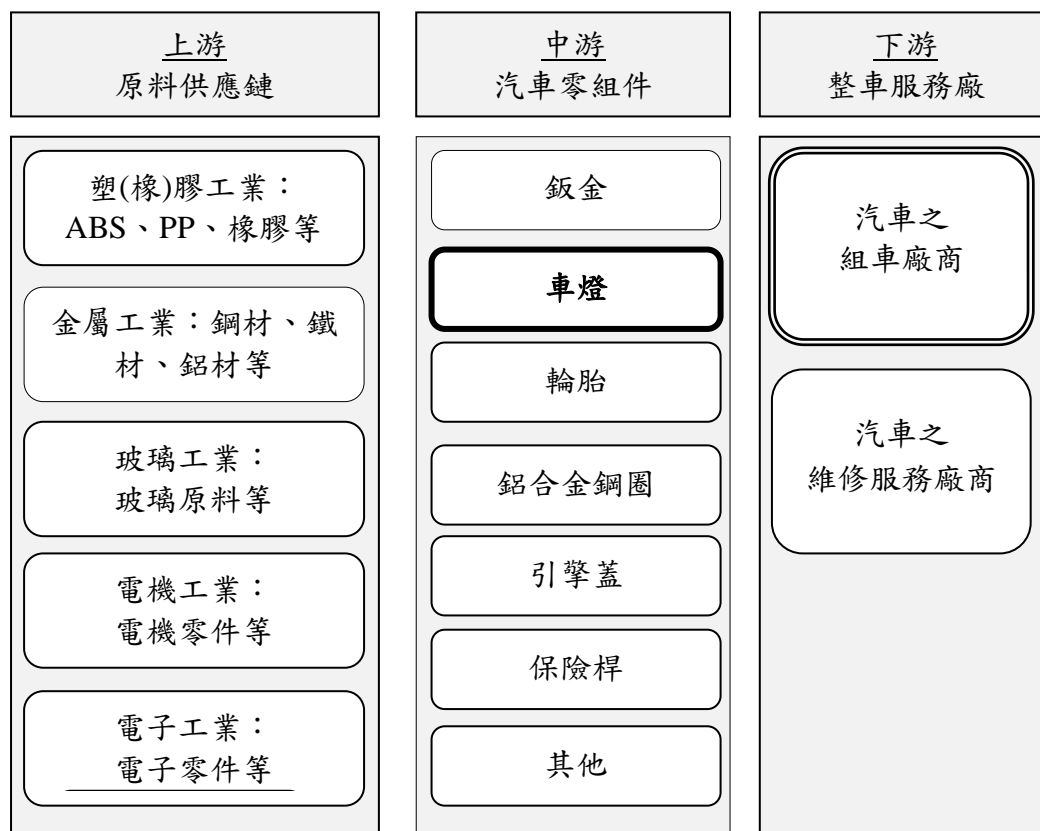 上游
原料供應鏈
中游
汽車零組件
下游
整車服務廠
塑(橡)膠工業：
ABS、PP、橡膠等
金屬工業：鋼材、鐵
材、鋁材等
玻璃工業：
玻璃原料等
電機工業：
電機零件等
電子工業：
電子零件等
鈑金
車燈
輪胎
鋁合金鋼圈
引擎蓋
保險桿
其他
汽車之
組車廠商
汽車之
維修服務廠商